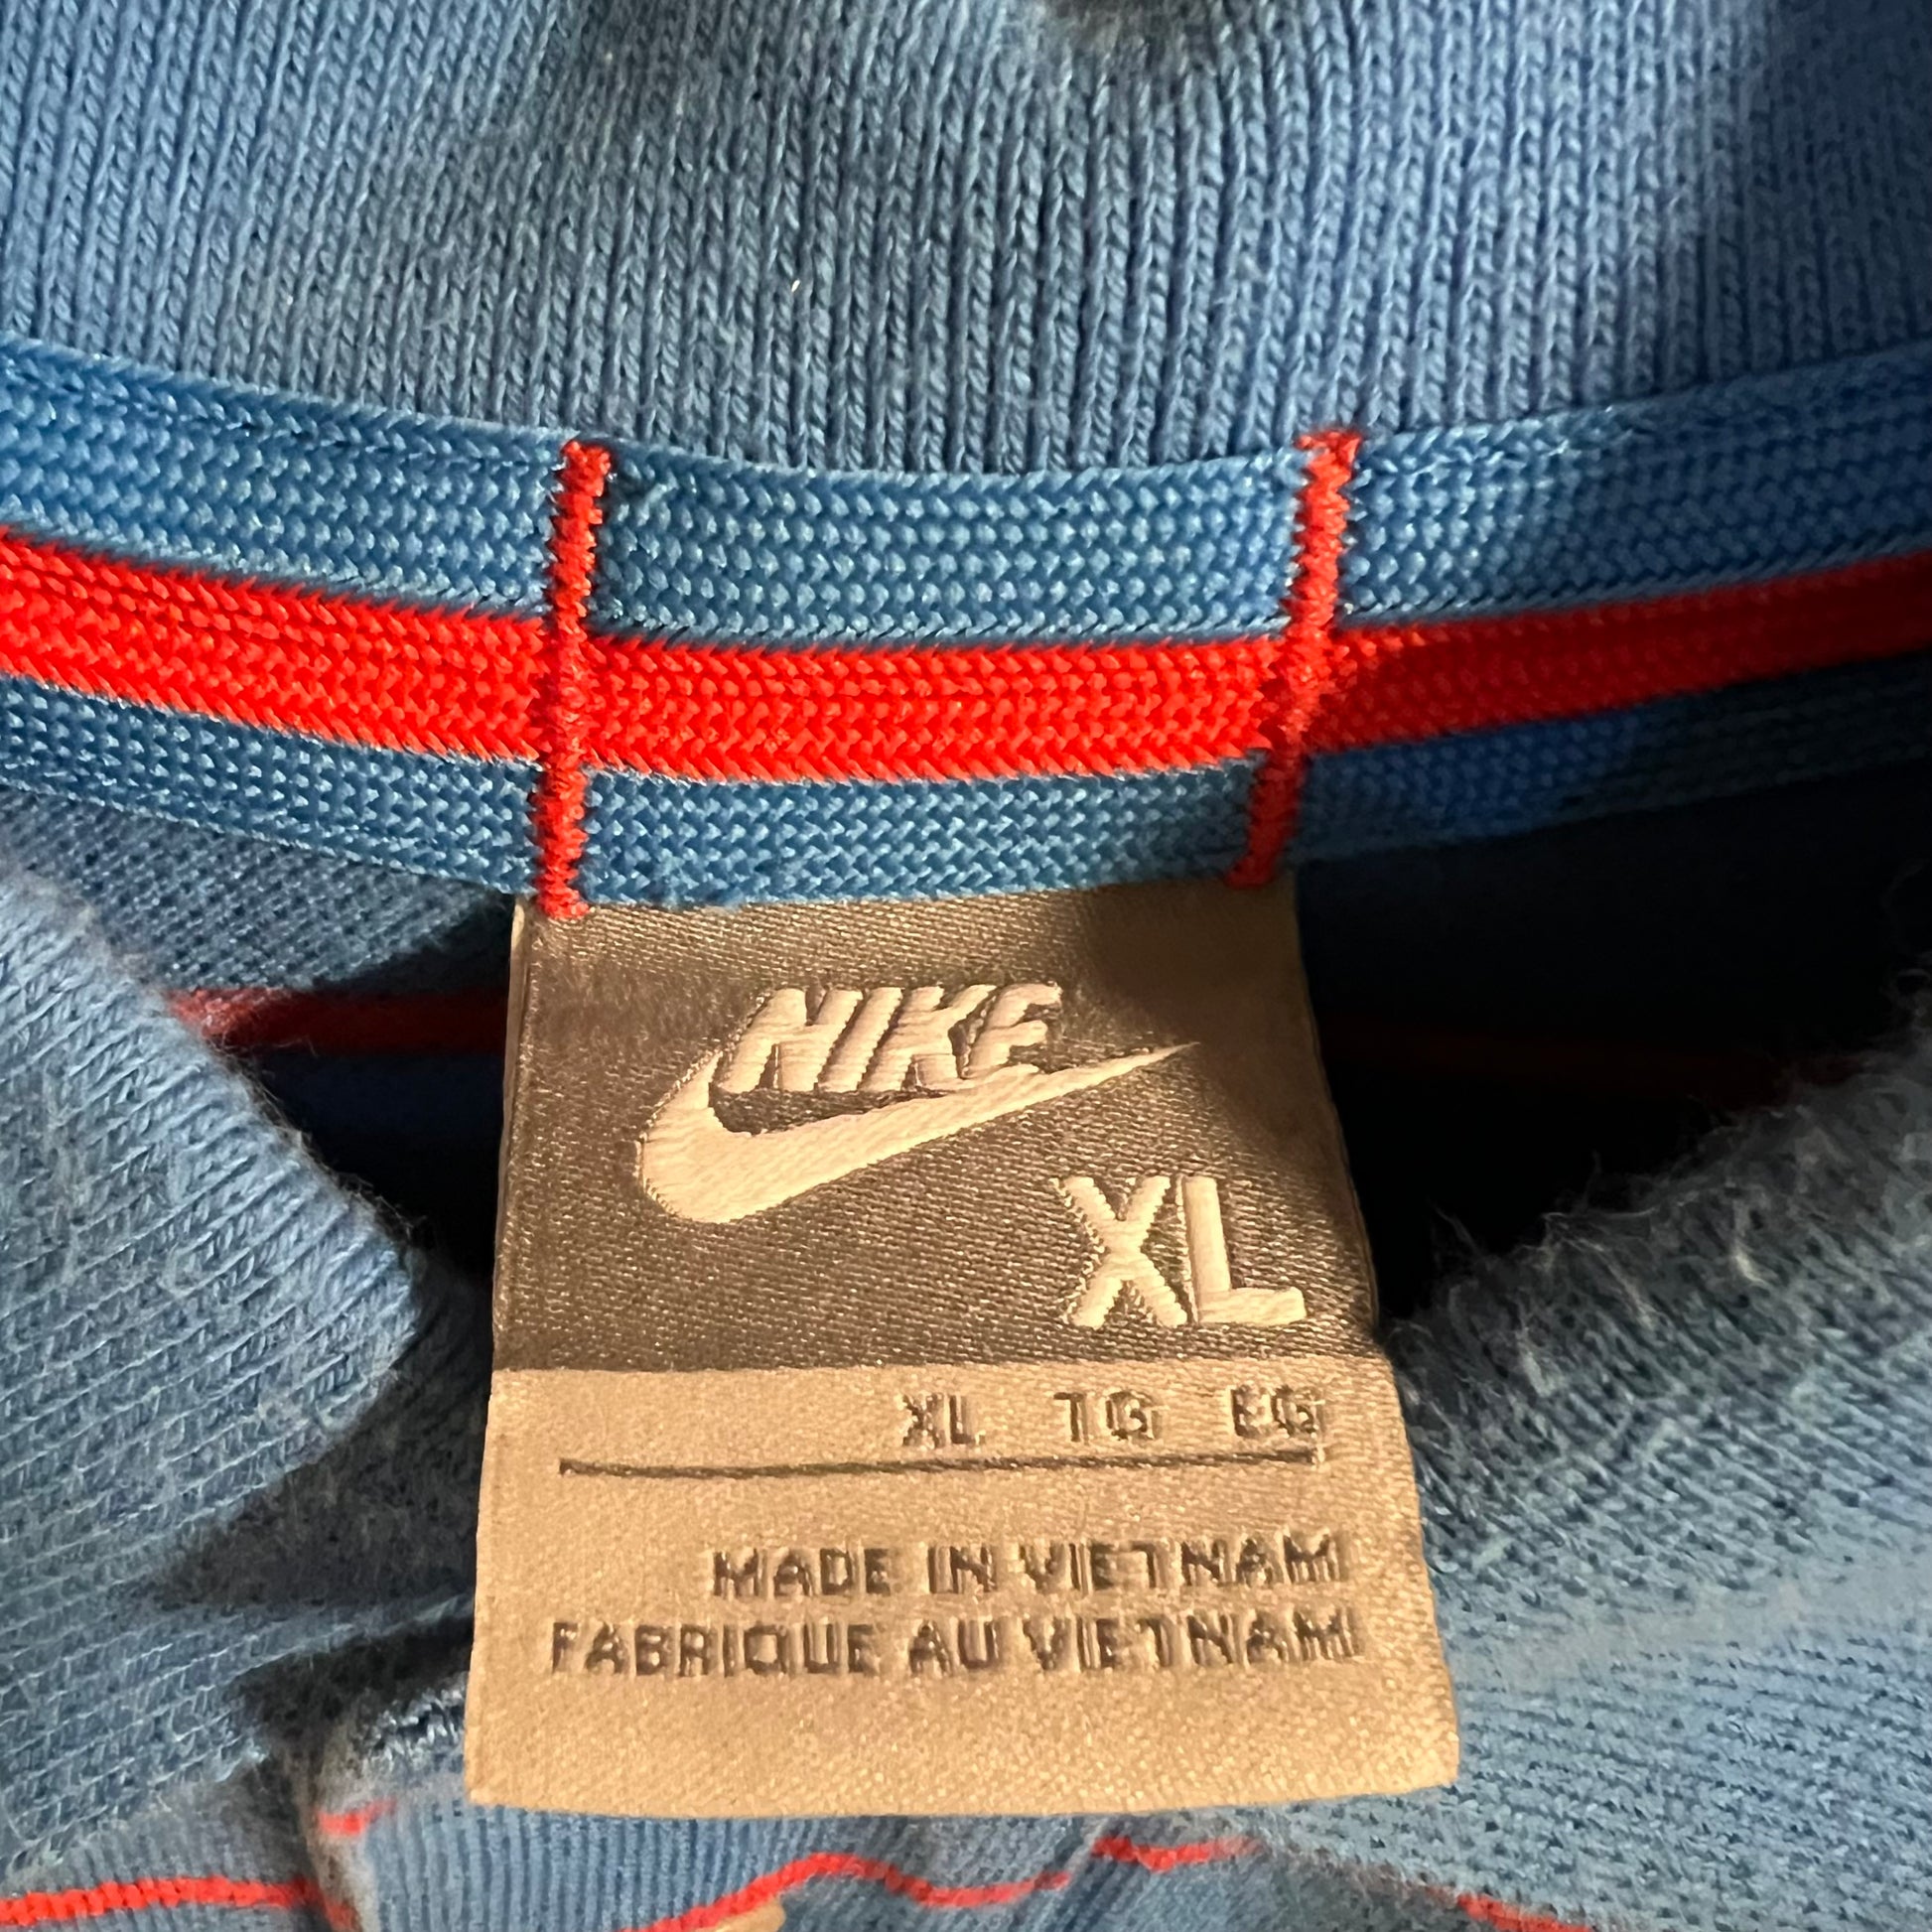 NIKE
XL
XL TG EG
MADE IN VIETNAM
FABRIQUE AU VIETNAM